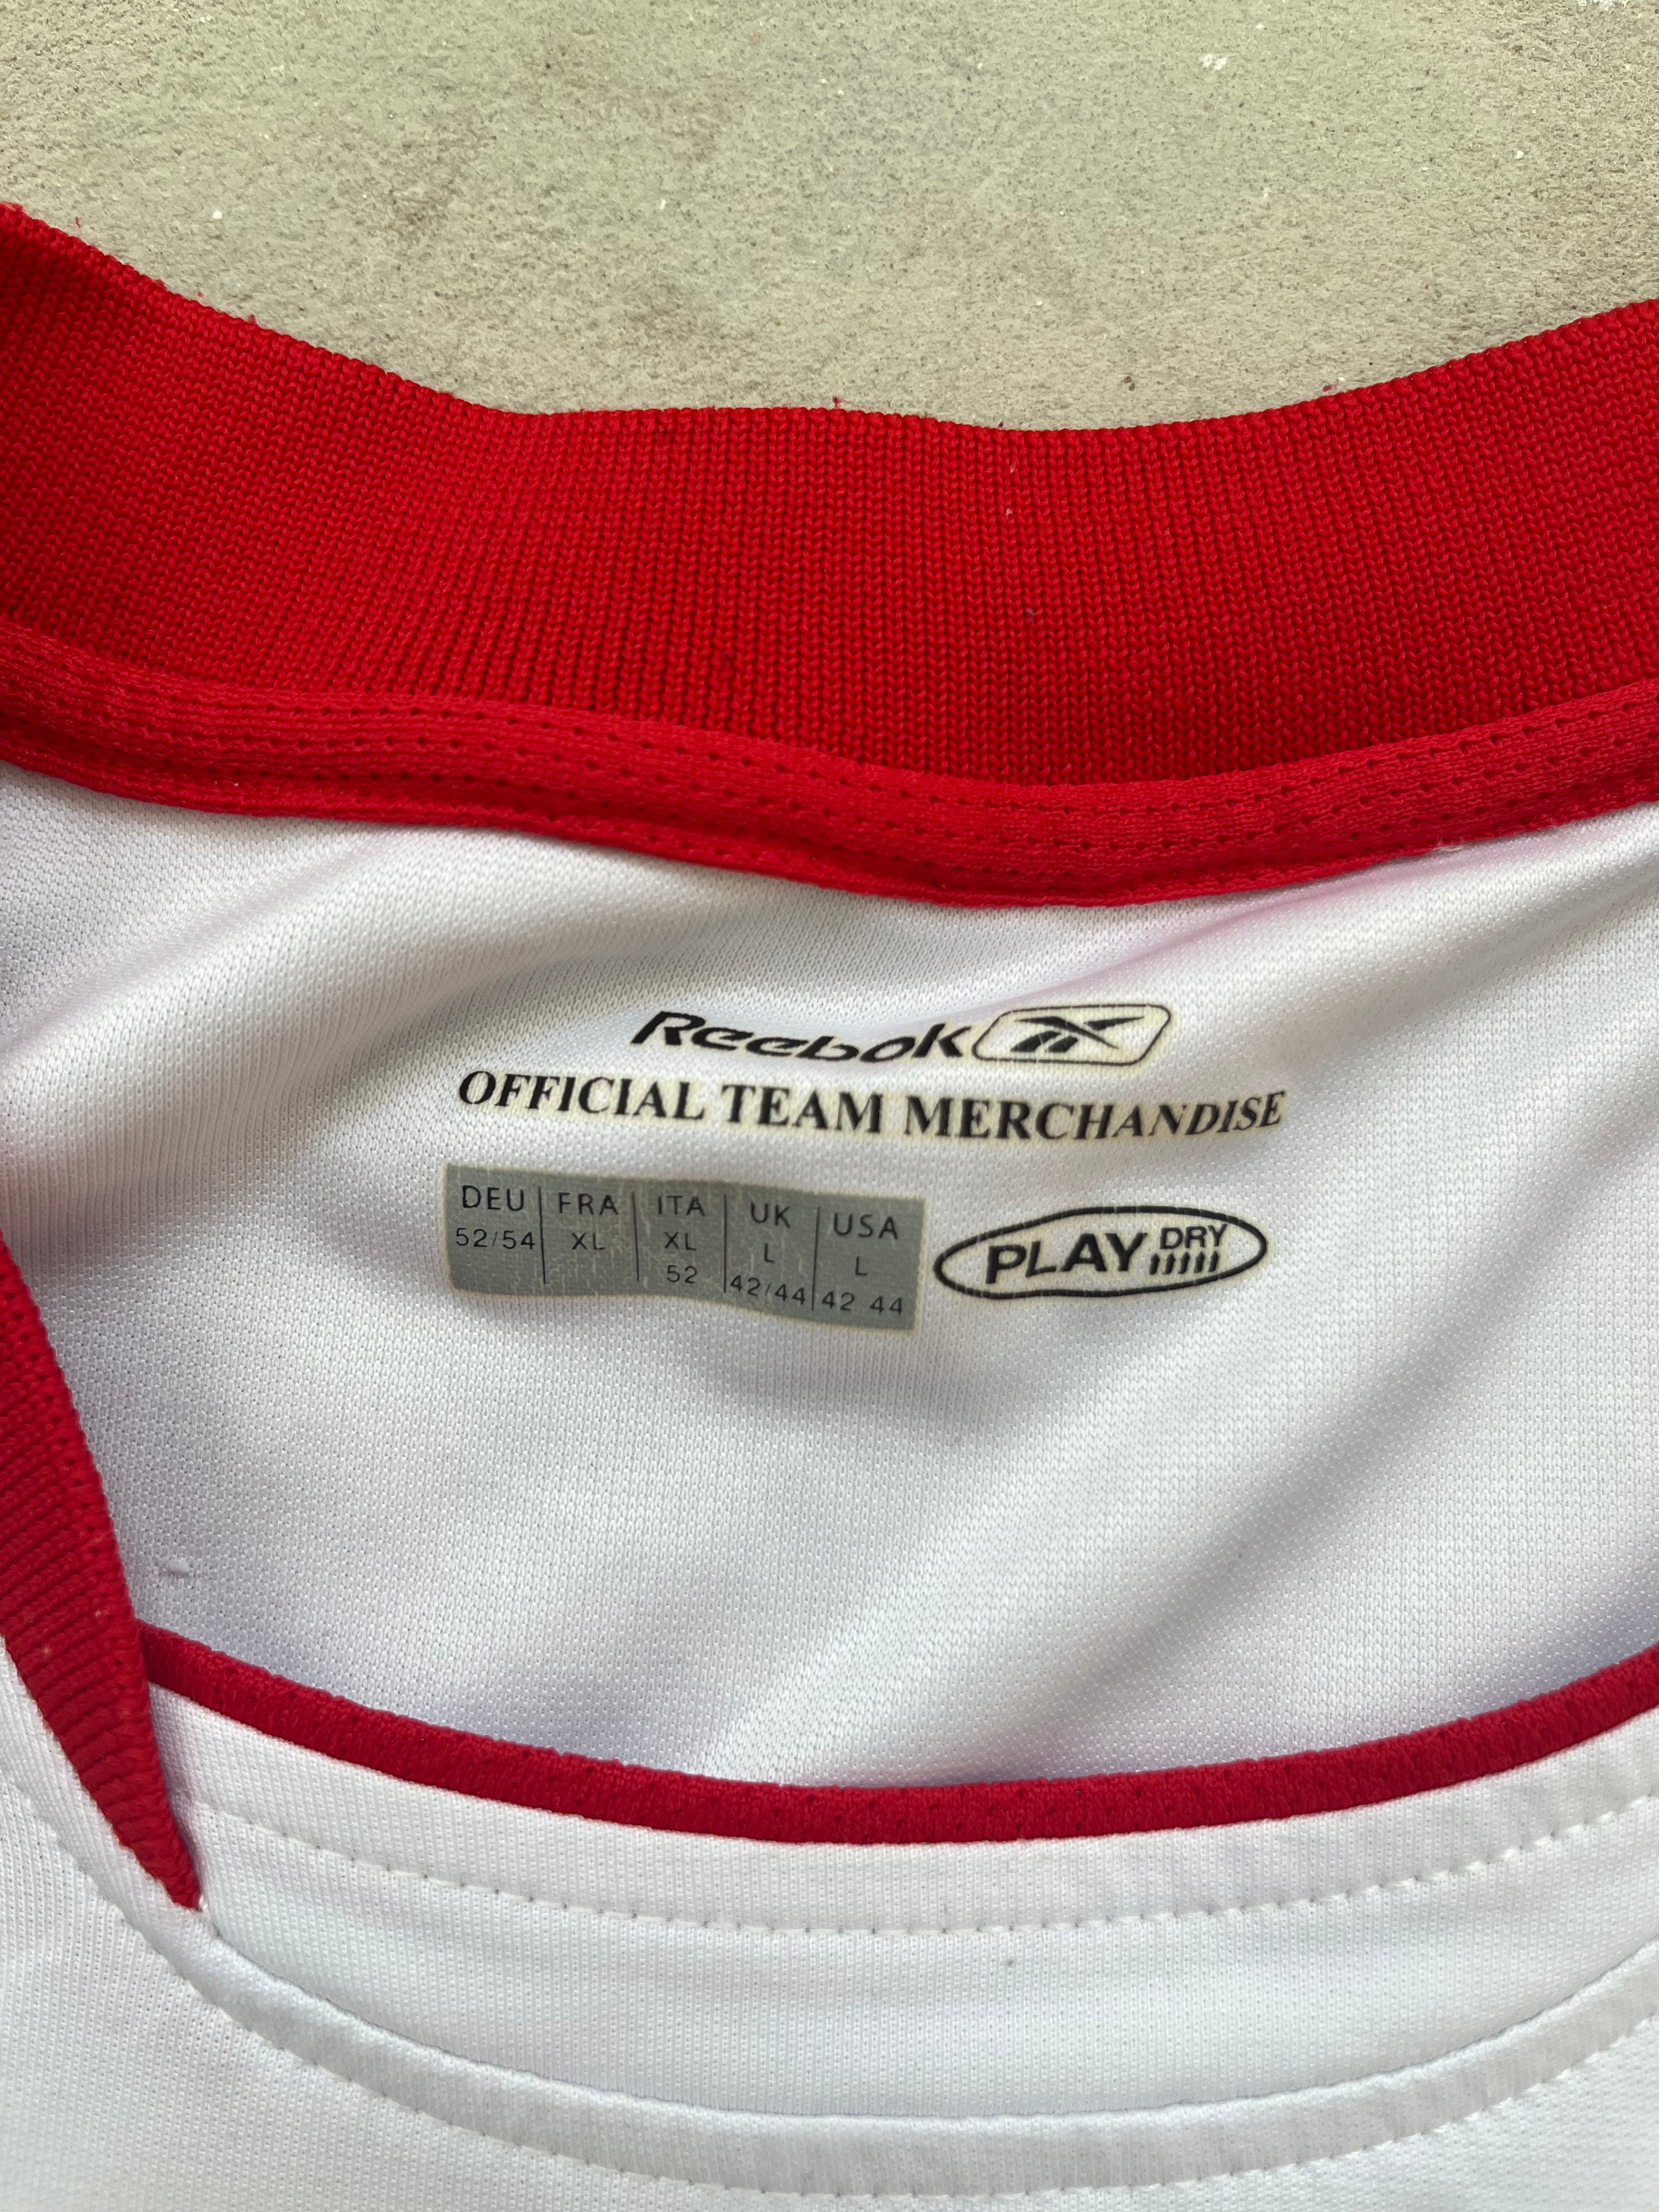 Reebok
OFFICIAL TEAM MERCHANDISE
DEU FRA ITA UK USA
52/54 XL XL L L
52 42/44 42 44
PLAY DRY